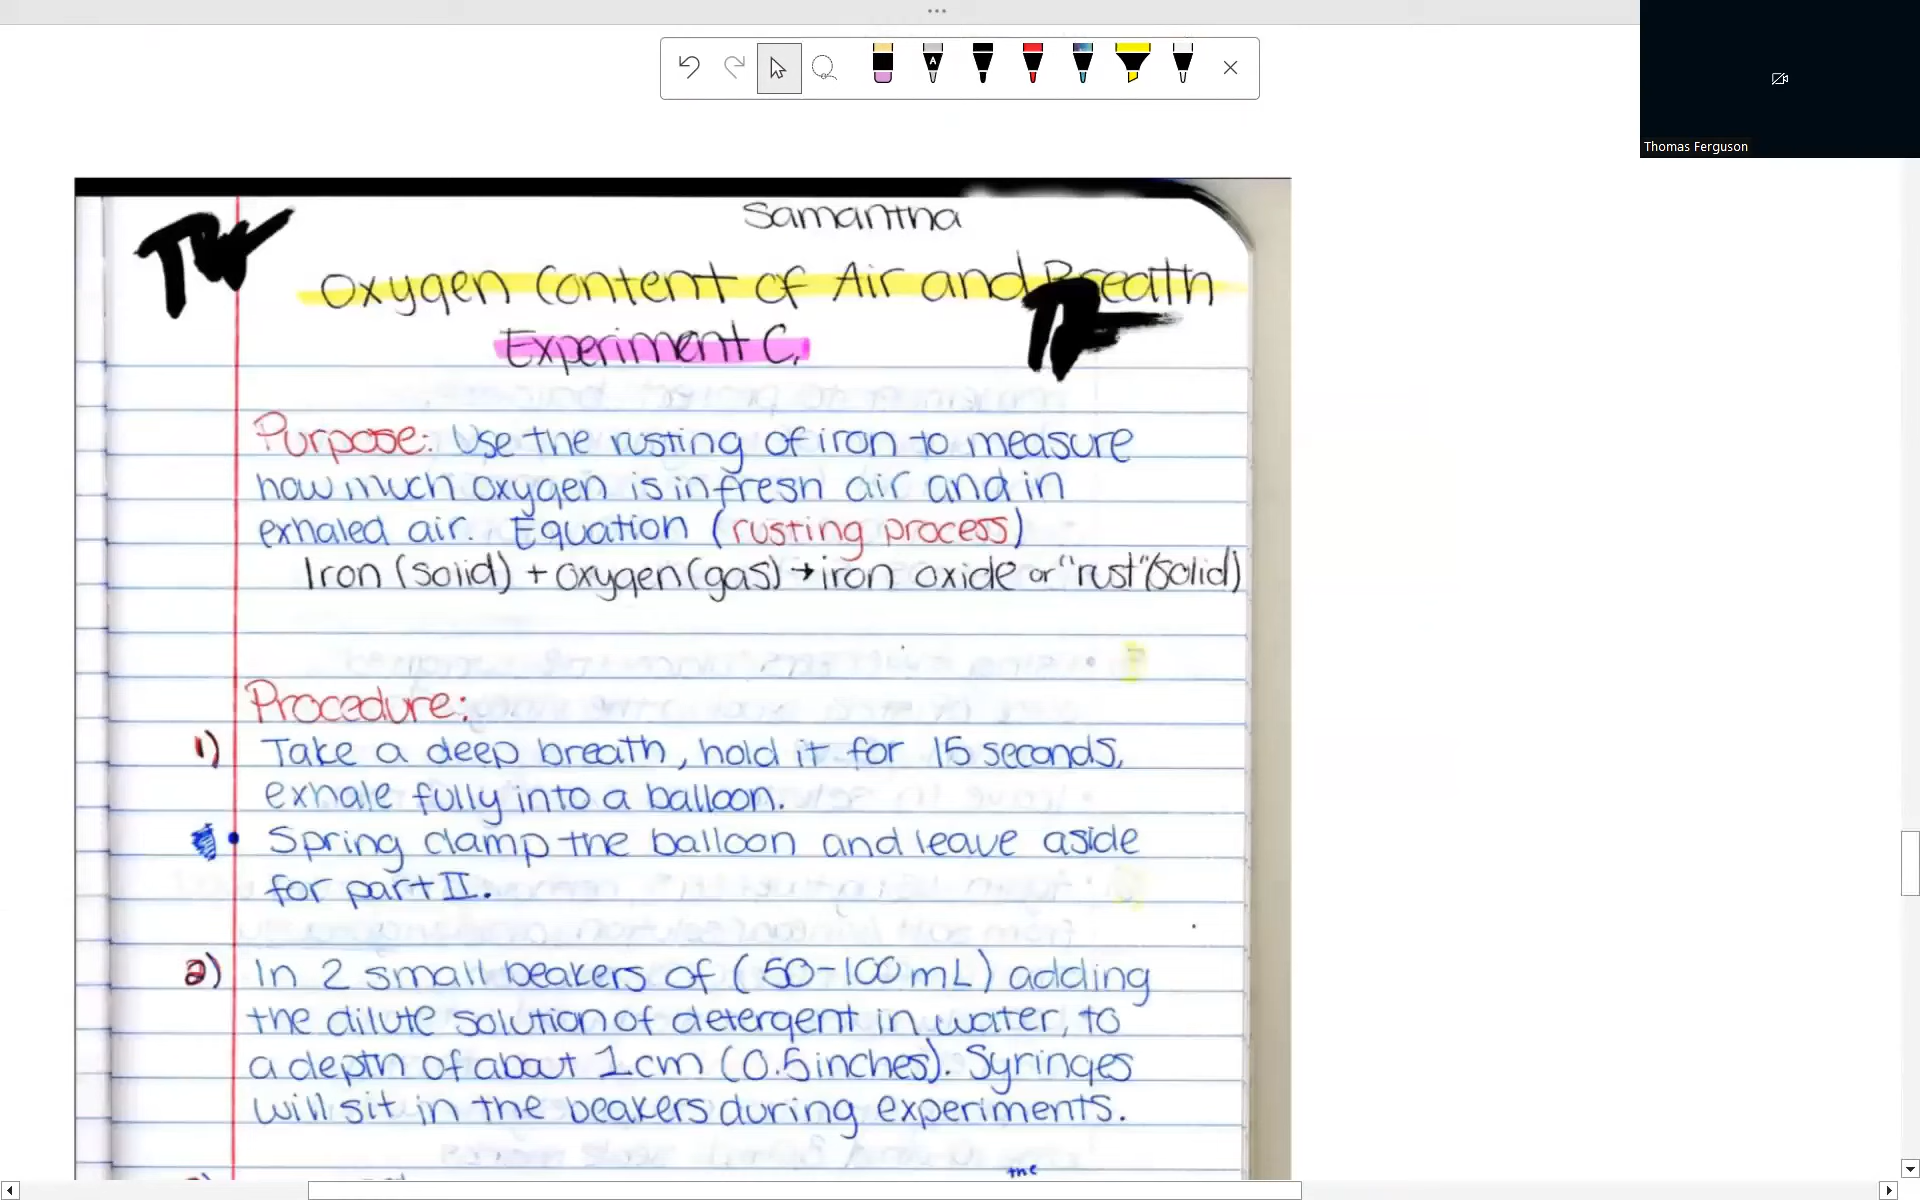 Thomas Ferguson
Samantha
Oxygen Content of Air and Breath
Experiment C.
Purpose: Use the rusting of iron to measure
how much oxygen is in fresh air and in
exhaled air. Equation (rusting process)
Iron (solid) + oxygen (gas) → iron oxide or "rust" (solid)
Procedure:
1) Take a deep breath, hold it for 15 seconds,
exhale fully into a balloon.
• Spring clamp the balloon and leave aside
for part II.
2) In 2 small beakers of (50-100mL) adding
the dilute solution of detergent in water, to
a depth of about 1cm (0.5 inches). Syringes
will sit in the beakers during experiments.
the